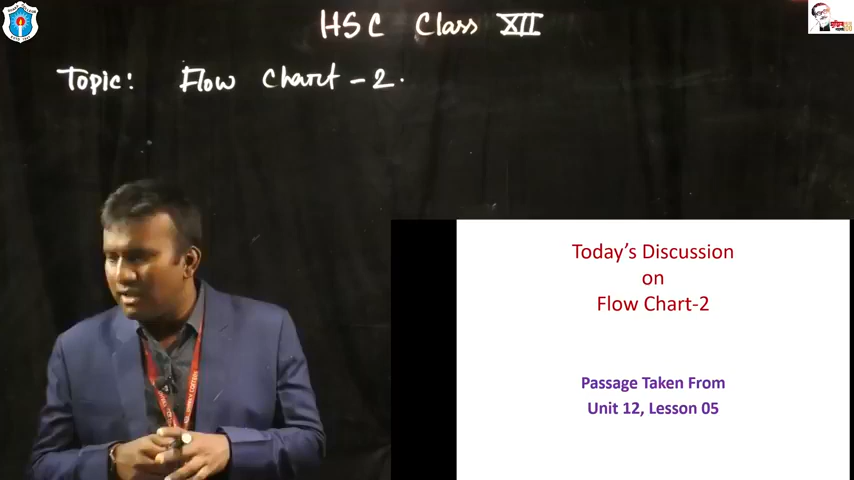 HSC Class XII
Topic: Flow Chart - 2.
Today's Discussion
on
Flow Chart-2
Passage Taken From
Unit 12, Lesson 05